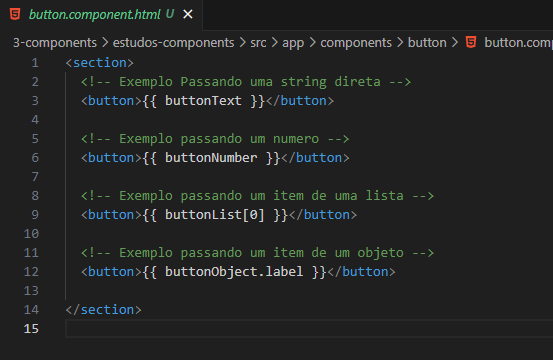 button.component.html U ×
3-components > estudos-components > src > app > components > button > button.comp
1 <section>
2 <!-- Exemplo Passando uma string direta -->
3 <button>{{ buttonText }}</button>
4
5 <!-- Exemplo passando um numero -->
6 <button>{{ buttonNumber }}</button>
7
8 <!-- Exemplo passando um item de uma lista -->
9 <button>{{ buttonList[0] }}</button>
10
11 <!-- Exemplo passando um item de um objeto -->
12 <button>{{ buttonObject.label }}</button>
13
14 </section>
15